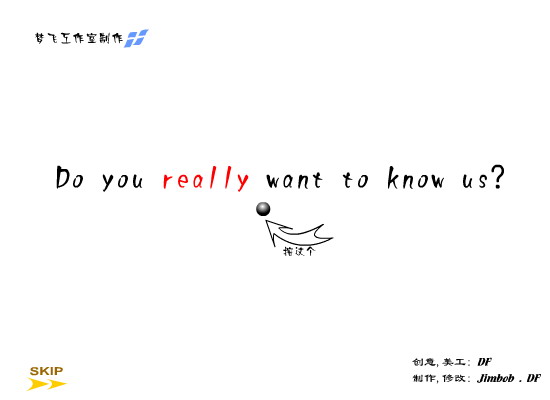 梦飞工作室制作
Do you really want to know us?
按这个
SKIP
创意,美工: DF
制作,修改: Jimbob . DF